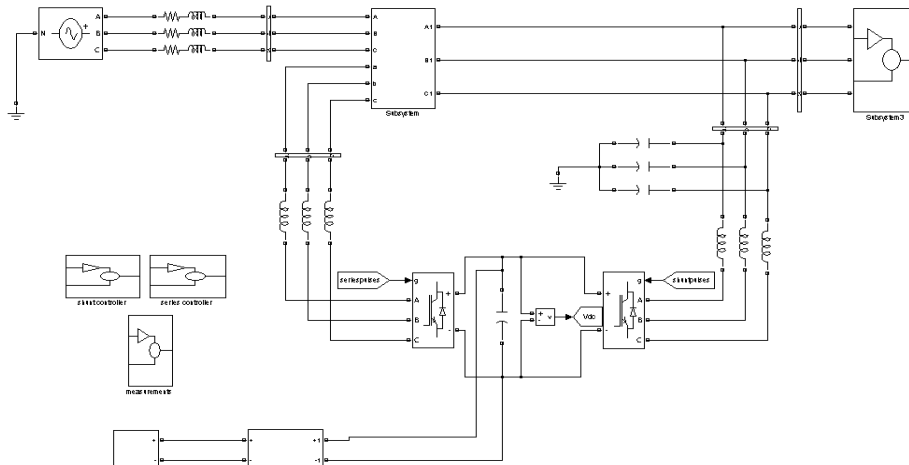 A
N
B
C
A
B
C
a
b
c
A1
B1
C1
Subsystem
Subsystem3
shunt controller
series controller
measurements
seriespulses
g
A
B
C
+
-
+
-
v
Vdc
+
-
g
A
B
C
shuntpulses
+
-
+
-
+1
-1